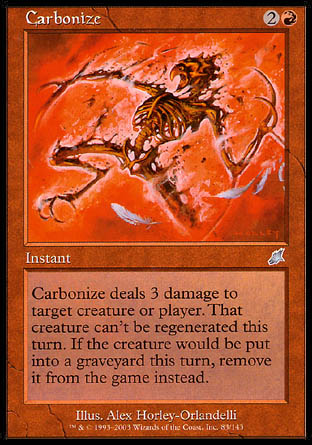 Carbonize 2
Instant
Carbonize deals 3 damage to
target creature or player. That
creature can't be regenerated this
turn. If the creature would be put
into a graveyard this turn, remove
it from the game instead.
Illus. Alex Horley-Orlandelli
™ & © 1993-2003 Wizards of the Coast, Inc. 83/143